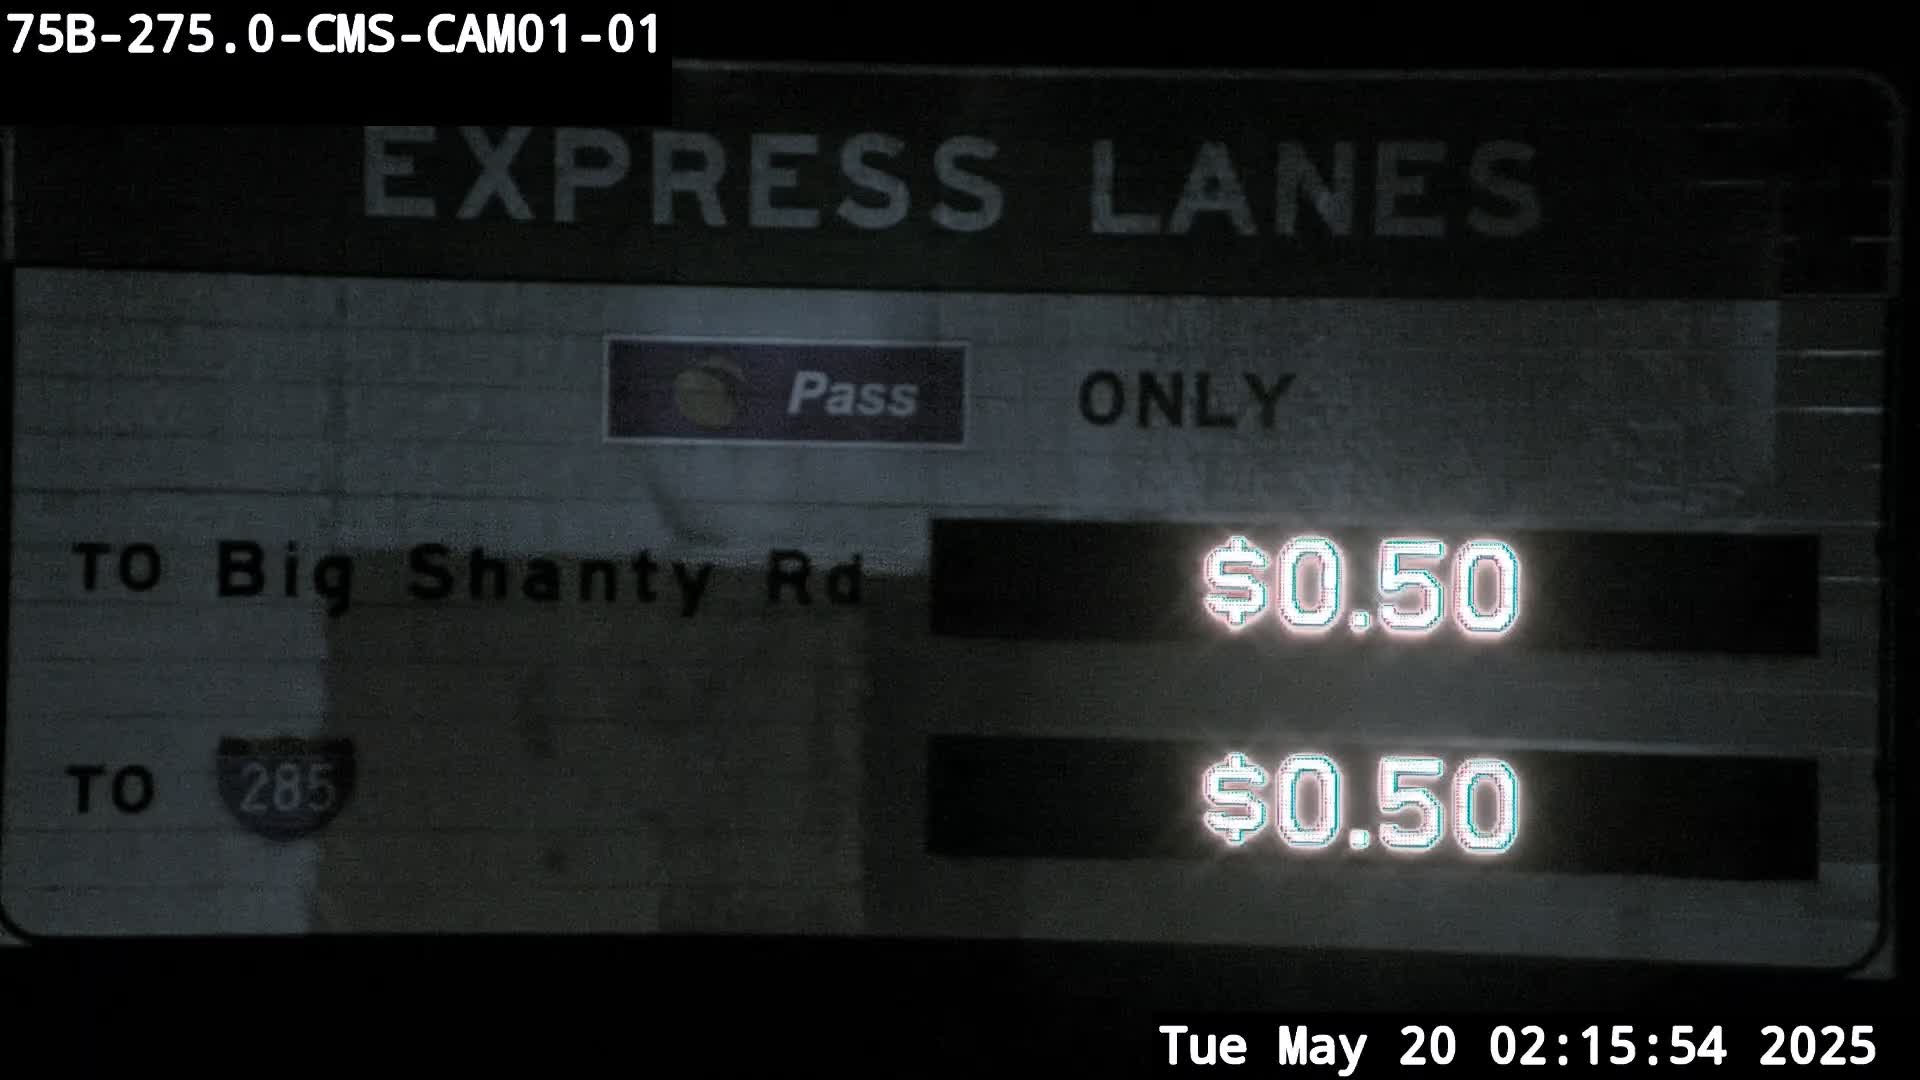 75B-275.0-CMS-CAM01-01
EXPRESS LANES
Pass ONLY
TO Big Shanty Rd $0.50
TO 285 $0.50
Tue May 20 02:15:54 2025